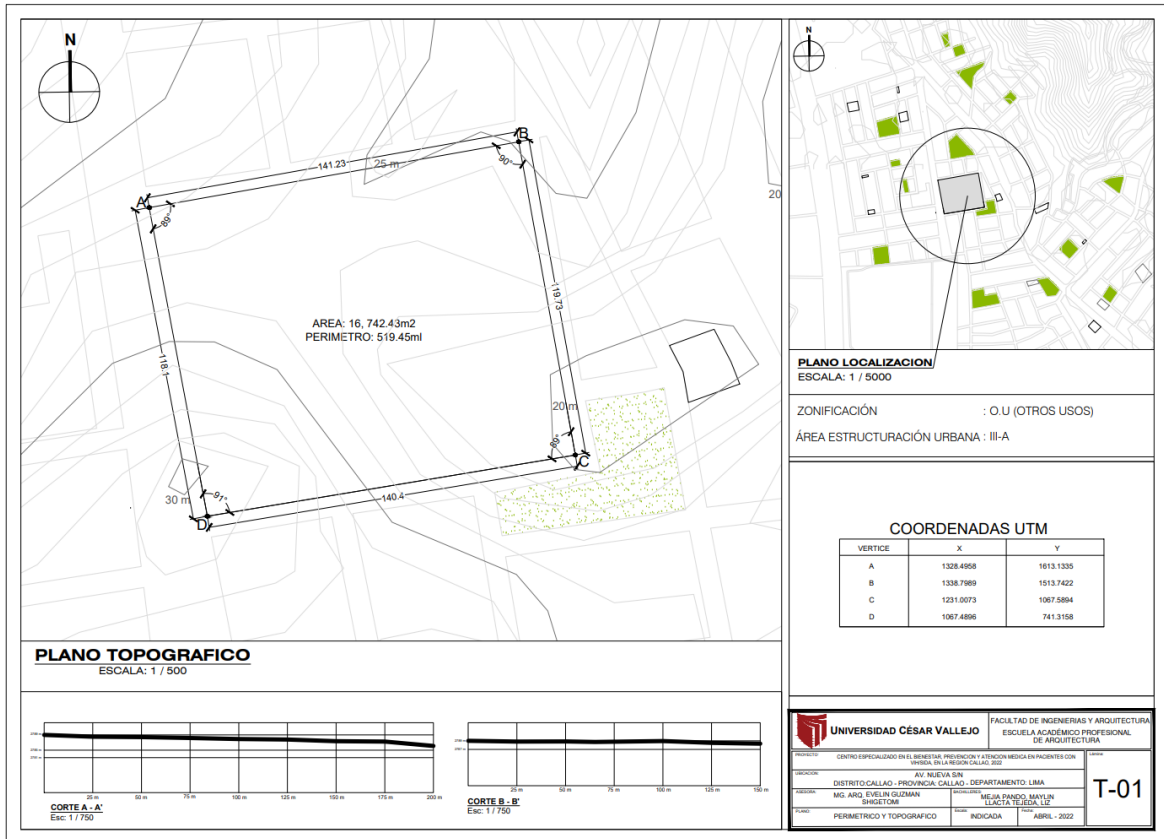 N
A
B
141.23
25 m
90°
89°
20
119.73
118.1
AREA: 16, 742.43m2
PERIMETRO: 519.45ml
20 m
89°
C
30 m
91°
D
140.4
PLANO TOPOGRAFICO
ESCALA: 1 / 500
25 m 50 m 75 m 100 m 125 m 150 m 175 m 200 m
CORTE A - A'
Esc: 1 / 750
25 m 50 m 75 m 100 m 125 m 150 m
CORTE B - B'
Esc: 1 / 750
N
PLANO LOCALIZACION
ESCALA: 1 / 5000
ZONIFICACIÓN : O.U (OTROS USOS)
ÁREA ESTRUCTURACIÓN URBANA : III-A
COORDENADAS UTM
VERTICE X Y
A 1328.4958 1613.1335
B 1338.7989 1513.7422
C 1231.0073 1067.5894
D 1067.4896 741.3158
UNIVERSIDAD CÉSAR VALLEJO
FACULTAD DE INGENIERIAS Y ARQUITECTURA
ESCUELA ACADÉMICO PROFESIONAL
DE ARQUITECTURA
PROYECTO: CENTRO ESPECIALIZADO EN EL BIENESTAR, PREVENCION Y ATENCION MEDICA EN PACIENTES CON
VIH/SIDA, EN LA REGION CALLAO, 2022
UBICACION: AV. NUEVA S/N
DISTRITO:CALLAO - PROVINCIA: CALLAO - DEPARTAMENTO: LIMA
ASESORA: MG. ARQ. EVELIN GUZMAN
SHIGETOMI
BACHILLERES: MEJIA PANDO, MAYLIN
LLACTA TEJEDA, LIZ
PLANO: PERIMETRICO Y TOPOGRAFICO
Escala: INDICADA
Fecha: ABRIL - 2022
T-01